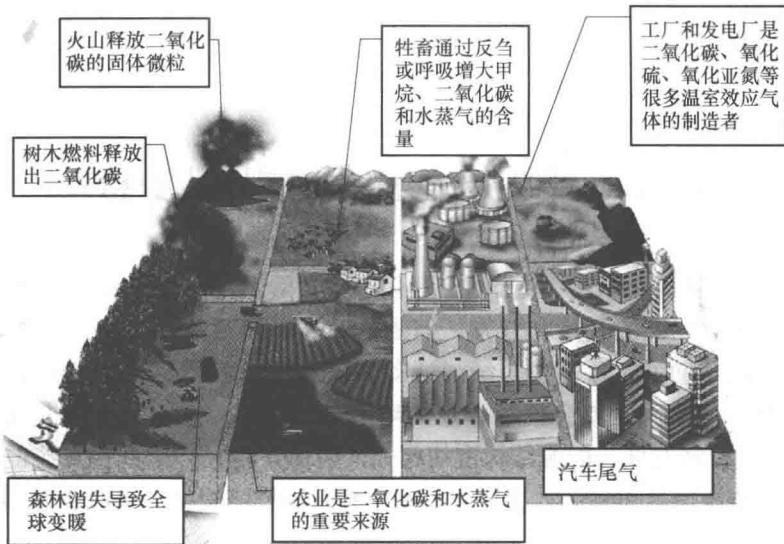 火山释放二氧化
碳的固体微粒
牲畜通过反刍
或呼吸增大甲
烷、二氧化碳
和水蒸气的含
量
工厂和发电厂是
二氧化碳、氧化
硫、氧化亚氮等
很多温室效应气
体的制造者
树木燃料释放
出二氧化碳
森林消失导致全
球变暖
农业是二氧化碳和水蒸气
的重要来源
汽车尾气